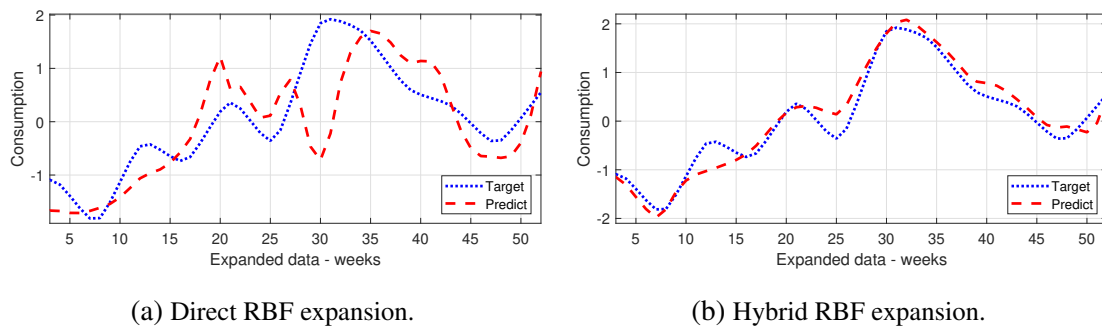 2
1
0
-1
Consumption
5
10
15
20
25
30
35
40
45
50
Expanded data - weeks
Target
Predict
(a) Direct RBF expansion.
2
1
0
-1
-2
Consumption
5
10
15
20
25
30
35
40
45
50
Expanded data - weeks
Target
Predict
(b) Hybrid RBF expansion.